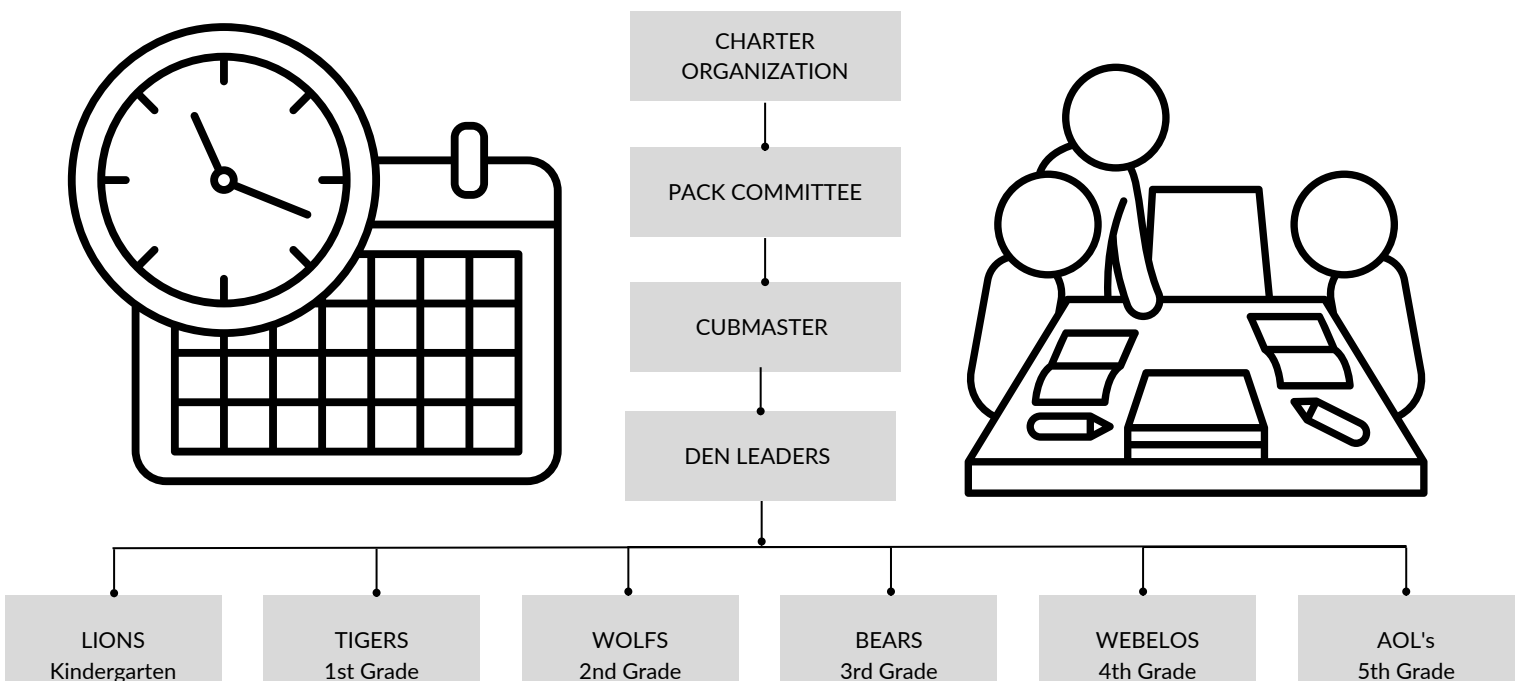 CHARTER
ORGANIZATION
PACK COMMITTEE
CUBMASTER
DEN LEADERS
LIONS
Kindergarten
TIGERS
1st Grade
WOLFS
2nd Grade
BEARS
3rd Grade
WEBELOS
4th Grade
AOL's
5th Grade